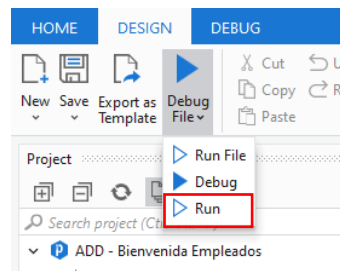 HOME DESIGN DEBUG
New Save Export as Template Debug File
Cut
Copy
Paste
Run File
Debug
Run
Project
Search project (Ct
ADD - Bienvenida Empleados